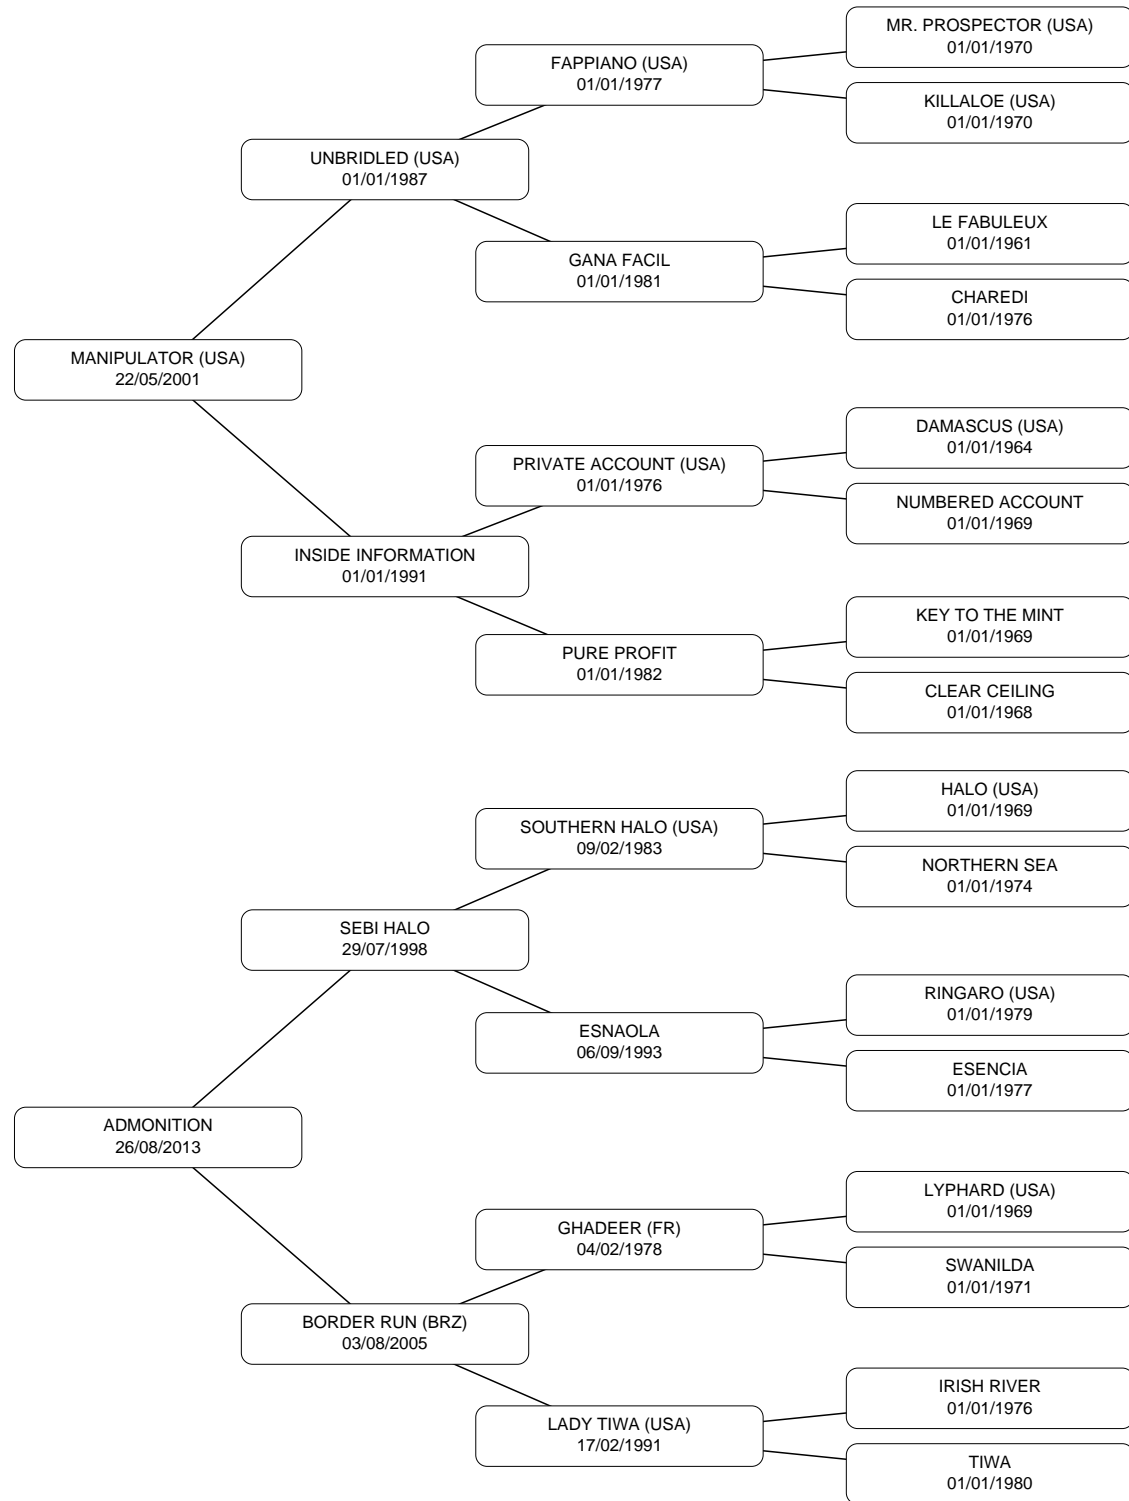 MR. PROSPECTOR (USA)
01/01/1970
FAPPIANO (USA)
01/01/1977
KILLALOE (USA)
01/01/1970
UNBRIDLED (USA)
01/01/1987
LE FABULEUX
01/01/1961
GANA FACIL
01/01/1981
CHAREDI
01/01/1976
MANIPULATOR (USA)
22/05/2001
DAMASCUS (USA)
01/01/1964
PRIVATE ACCOUNT (USA)
01/01/1976
NUMBERED ACCOUNT
01/01/1969
INSIDE INFORMATION
01/01/1991
KEY TO THE MINT
01/01/1969
PURE PROFIT
01/01/1982
CLEAR CEILING
01/01/1968
HALO (USA)
01/01/1969
SOUTHERN HALO (USA)
09/02/1983
NORTHERN SEA
01/01/1974
SEBI HALO
29/07/1998
RINGARO (USA)
01/01/1979
ESNAOLA
06/09/1993
ESENCIA
01/01/1977
ADMONITION
26/08/2013
LYPHARD (USA)
01/01/1969
GHADEER (FR)
04/02/1978
SWANILDA
01/01/1971
BORDER RUN (BRZ)
03/08/2005
IRISH RIVER
01/01/1976
LADY TIWA (USA)
17/02/1991
TIWA
01/01/1980